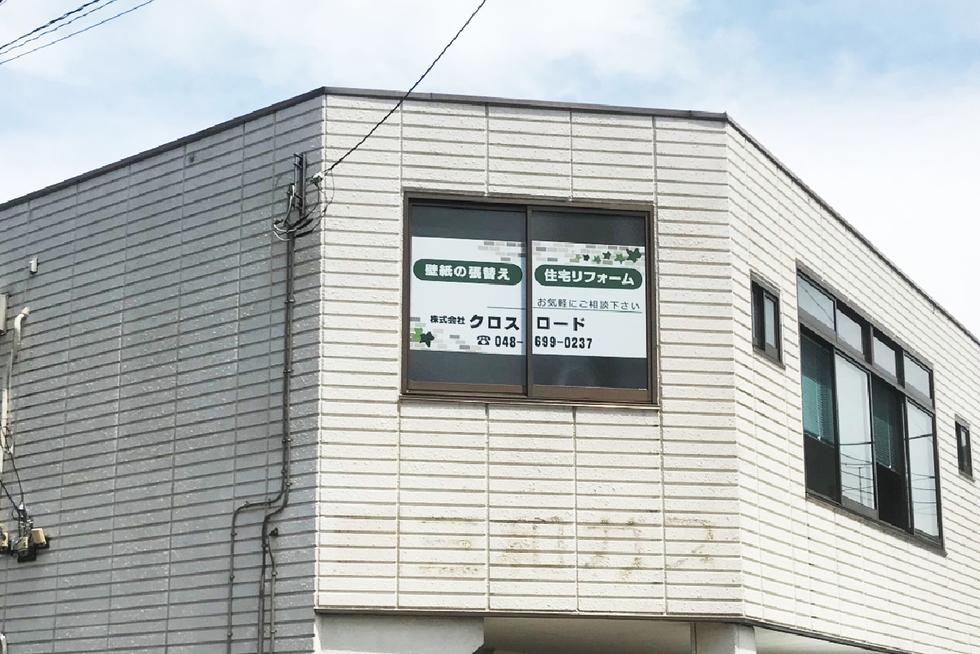 壁紙の張替え 住宅リフォーム
お気軽にご相談下さい
株式会社 クロスロード
☎048-699-0237